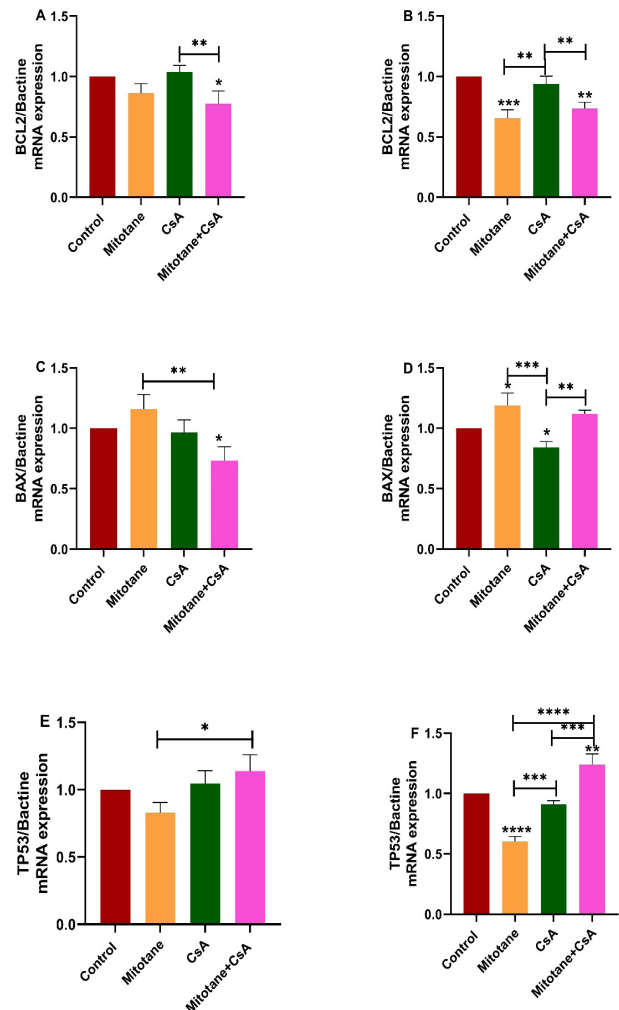 A
BCL2/Bactine
mRNA expression
1.5
1.0
0.5
0.0
**
*
Control
Mitotane
CsA
Mitotane+CsA
B
BCL2/Bactine
mRNA expression
1.5
1.0
0.5
0.0
**
**
***
**
Control
Mitotane
CsA
Mitotane+CsA
C
BAX/Bactine
mRNA expression
1.5
1.0
0.5
0.0
**
*
Control
Mitotane
CsA
Mitotane+CsA
D
BAX/Bactine
mRNA expression
1.5
1.0
0.5
0.0
***
**
*
*
Control
Mitotane
CsA
Mitotane+CsA
E
TP53/Bactine
mRNA expression
1.5
1.0
0.5
0.0
*
Control
Mitotane
CsA
Mitotane+CsA
F
TP53/Bactine
mRNA expression
1.5
1.0
0.5
0.0
****
***
**
***
****
Control
Mitotane
CsA
Mitotane+CsA